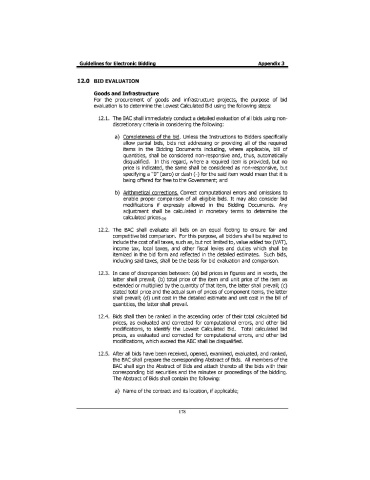 Guidelines for Electronic Bidding Appendix 3
12.0 BID EVALUATION
Goods and Infrastructure
For the procurement of goods and infrastructure projects, the purpose of bid
evaluation is to determine the Lowest Calculated Bid using the following steps:
12.1. The BAC shall immediately conduct a detailed evaluation of all bids using non-
discretionary criteria in considering the following:
a) Completeness of the bid. Unless the Instructions to Bidders specifically
allow partial bids, bids not addressing or providing all of the required
items in the Bidding Documents including, where applicable, bill of
quantities, shall be considered non-responsive and, thus, automatically
disqualified. In this regard, where a required item is provided, but no
price is indicated, the same shall be considered as non-responsive, but
specifying a "0" (zero) or dash (-) for the said item would mean that it is
being offered for free to the Government; and
b) Arithmetical corrections. Correct computational errors and omissions to
enable proper comparison of all eligible bids. It may also consider bid
modifications if expressly allowed in the Bidding Documents. Any
adjustment shall be calculated in monetary terms to determine the
calculated prices.
12.2. The BAC shall evaluate all bids on an equal footing to ensure fair and
competitive bid comparison. For this purpose, all bidders shall be required to
include the cost of all taxes, such as, but not limited to, value added tax (VAT),
income tax, local taxes, and other fiscal levies and duties which shall be
itemized in the bid form and reflected in the detailed estimates. Such bids,
including said taxes, shall be the basis for bid evaluation and comparison.
12.3. In case of discrepancies between: (a) bid prices in figures and in words, the
latter shall prevail; (b) total price of the item and unit price of the item as
extended or multiplied by the quantity of that item, the latter shall prevail; (c)
stated total price and the actual sum of prices of component items, the latter
shall prevail; (d) unit cost in the detailed estimate and unit cost in the bill of
quantities, the latter shall prevail.
12.4. Bids shall then be ranked in the ascending order of their total calculated bid
prices, as evaluated and corrected for computational errors, and other bid
modifications, to identify the Lowest Calculated Bid. Total calculated bid
prices, as evaluated and corrected for computational errors, and other bid
modifications, which exceed the ABC shall be disqualified.
12.5. After all bids have been received, opened, examined, evaluated, and ranked,
the BAC shall prepare the corresponding Abstract of Bids. All members of the
BAC shall sign the Abstract of Bids and attach thereto all the bids with their
corresponding bid securities and the minutes or proceedings of the bidding.
The Abstract of Bids shall contain the following:
a) Name of the contract and its location, if applicable;
178